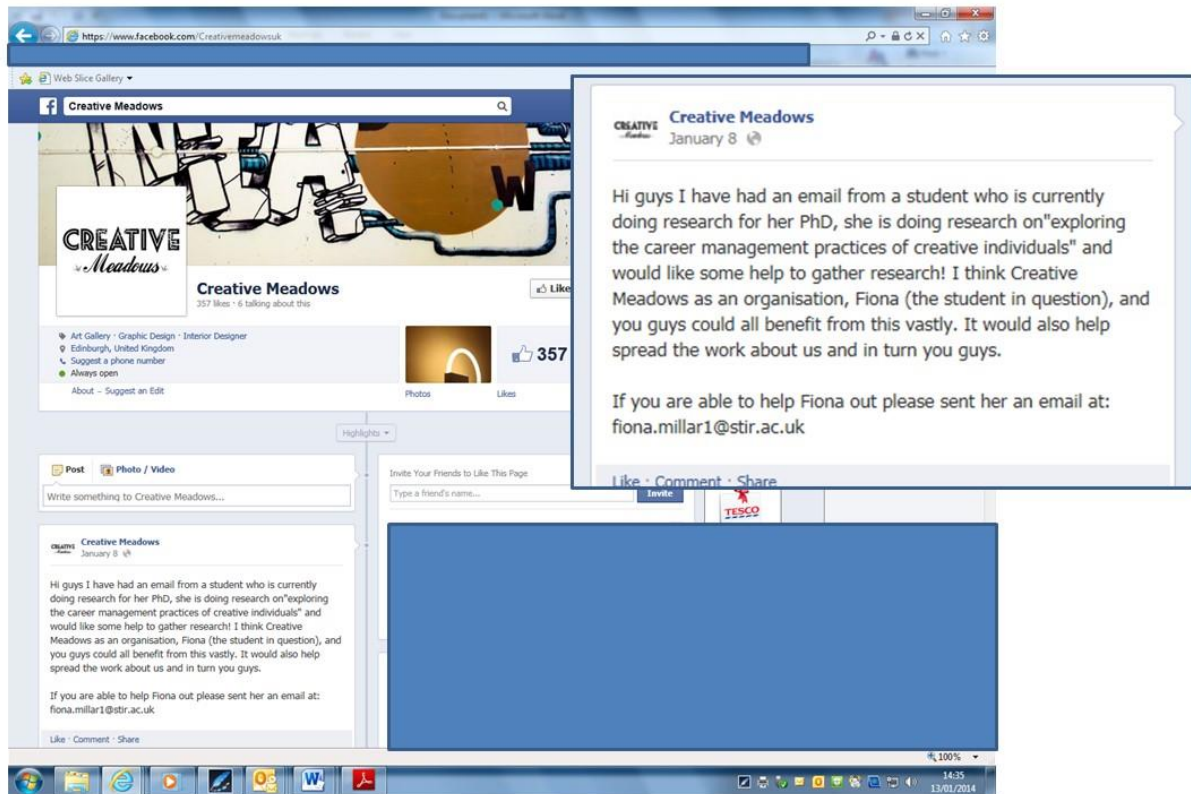 https://www.facebook.com/Creativemeadowsuk
Web Slice Gallery
Creative Meadows
CREATIVE
Meadows
Creative Meadows
357 likes · 6 talking about this
Like
Art Gallery · Graphic Design · Interior Designer
Edinburgh, United Kingdom
Suggest a phone number
Always open
About – Suggest an Edit
357
Photos
Likes
Highlights
Post Photo / Video
Write something to Creative Meadows...
Invite Your Friends to Like This Page
Type a friend's name...
Invite
TESCO
CREATIVE
Meadows
Creative Meadows
January 8
Hi guys I have had an email from a student who is currently
doing research for her PhD, she is doing research on"exploring
the career management practices of creative individuals" and
would like some help to gather research! I think Creative
Meadows as an organisation, Fiona (the student in question), and
you guys could all benefit from this vastly. It would also help
spread the work about us and in turn you guys.
If you are able to help Fiona out please sent her an email at:
fiona.millar1@stir.ac.uk
Like · Comment · Share
CREATIVE
Meadows
Creative Meadows
January 8
Hi guys I have had an email from a student who is currently
doing research for her PhD, she is doing research on"exploring
the career management practices of creative individuals" and
would like some help to gather research! I think Creative
Meadows as an organisation, Fiona (the student in question), and
you guys could all benefit from this vastly. It would also help
spread the work about us and in turn you guys.
If you are able to help Fiona out please sent her an email at:
fiona.millar1@stir.ac.uk
Like · Comment · Share
100%
14:35
13/01/2014